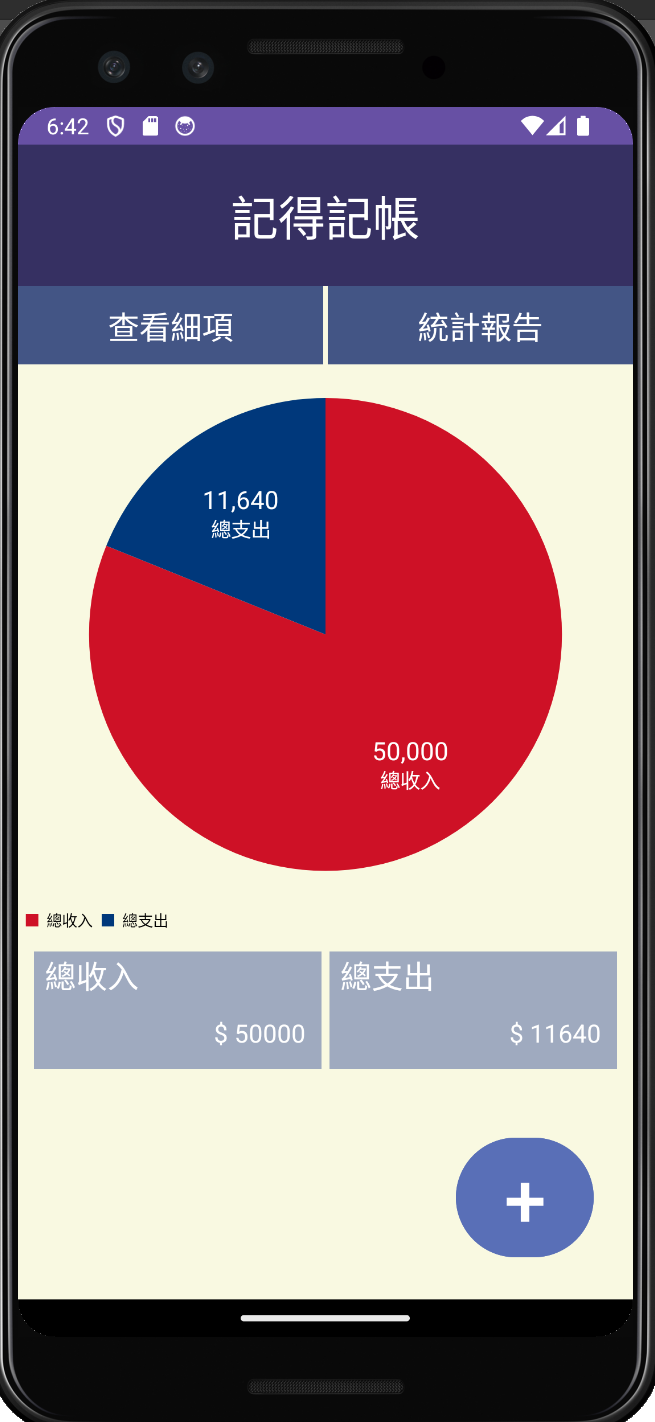 6:42
記得記帳
查看細項
統計報告
11,640
總支出
50,000
總收入
總收入 總支出
總收入
$ 50000
總支出
$ 11640
+